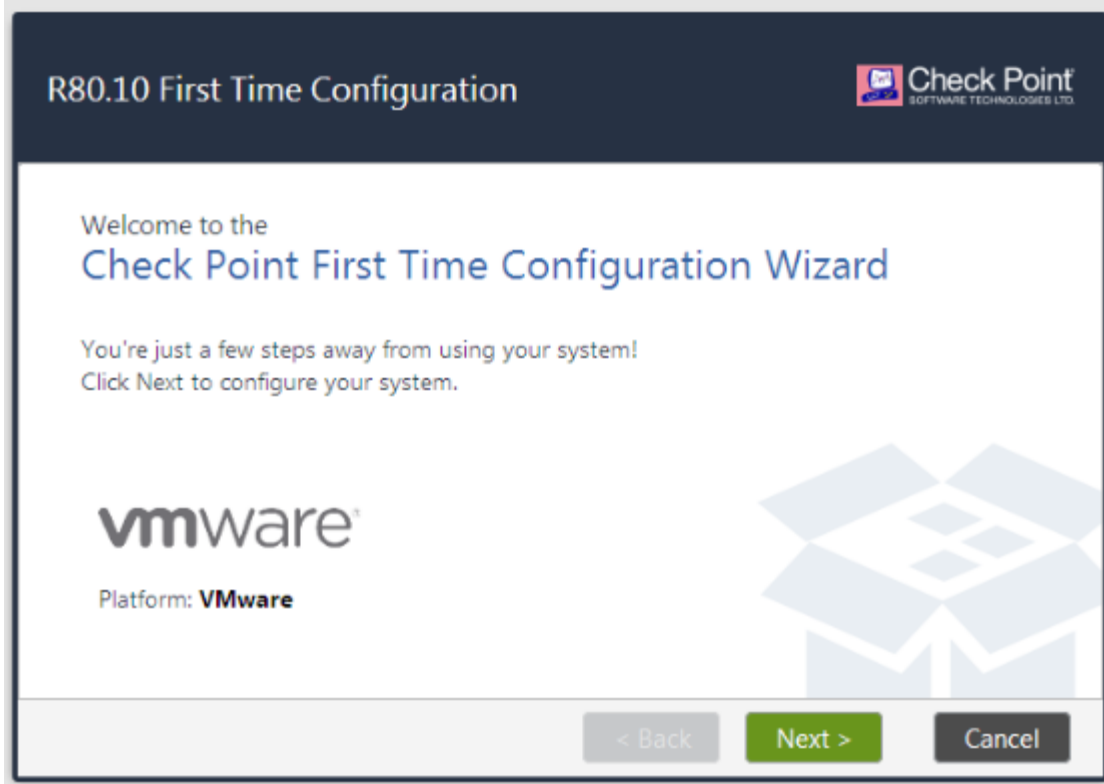 R80.10 First Time Configuration
Check Point
SOFTWARE TECHNOLOGIES LTD.
Welcome to the
Check Point First Time Configuration Wizard
You're just a few steps away from using your system!
Click Next to configure your system.
vmware
Platform: VMware
< Back
Next >
Cancel